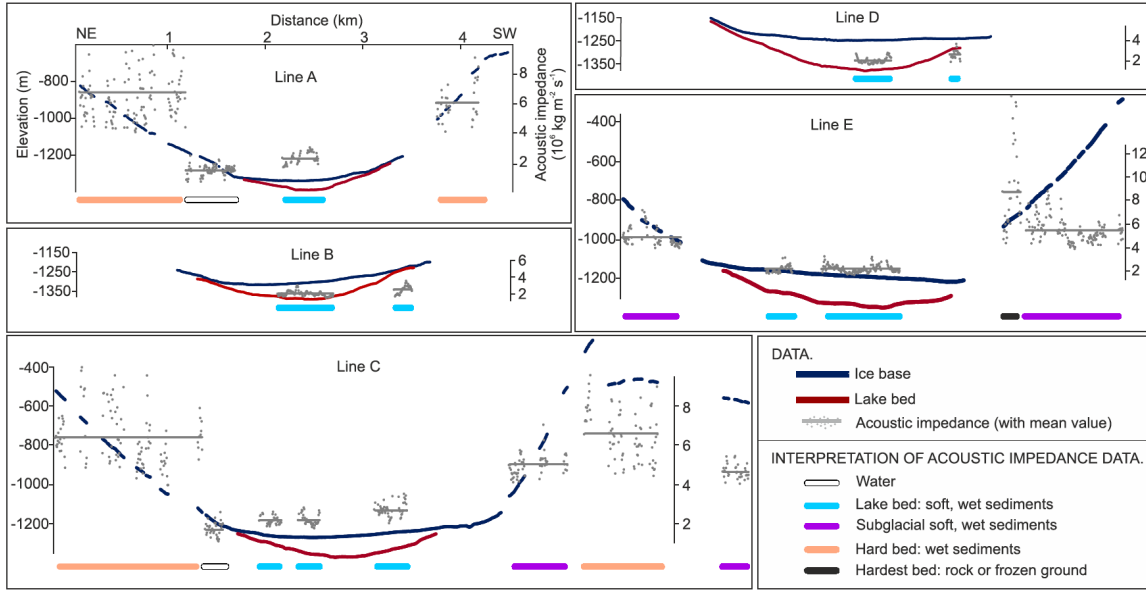 Distance (km)
NE 1 2 3 4 SW
Line A
Elevation (m)
-800
-1000
-1200
8
6
4
2
Acoustic impedance
(10⁶ kg m⁻² s⁻¹)
Line B
-1150
-1250
-1350
6
4
2
Line C
-400
-600
-800
-1000
-1200
8
6
4
2
Line D
-1150
-1250
-1350
4
2
Line E
-400
-600
-800
-1000
-1200
12
10
8
6
4
2
DATA.
Ice base
Lake bed
Acoustic impedance (with mean value)
INTERPRETATION OF ACOUSTIC IMPEDANCE DATA.
Water
Lake bed: soft, wet sediments
Subglacial soft, wet sediments
Hard bed: wet sediments
Hardest bed: rock or frozen ground